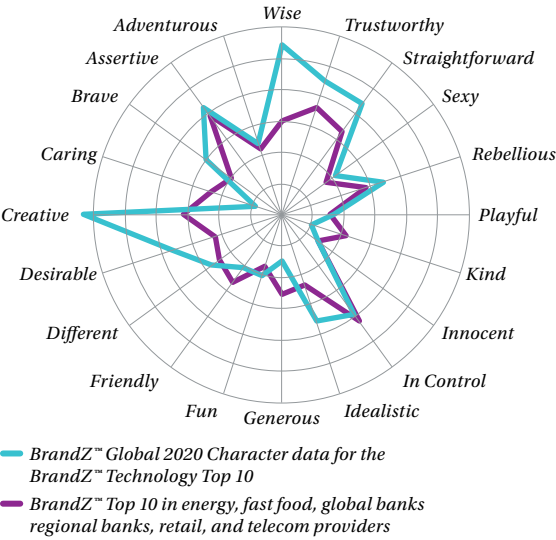 Wise
Adventurous
Trustworthy
Assertive
Straightforward
Brave
Sexy
Caring
Rebellious
Creative
Playful
Desirable
Kind
Different
Innocent
Friendly
In Control
Fun
Generous
Idealistic
BrandZ™ Global 2020 Character data for the
BrandZ™ Technology Top 10
BrandZ™ Top 10 in energy, fast food, global banks
regional banks, retail, and telecom providers